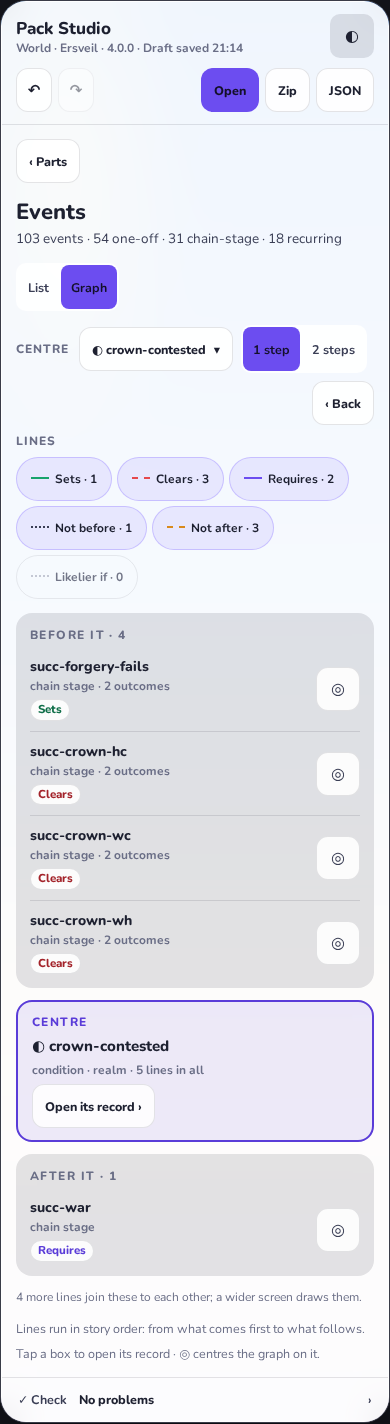 Pack Studio
World · Ersveil · 4.0.0 · Draft saved 21:14
Open
Zip
JSON
‹ Parts
Events
103 events · 54 one-off · 31 chain-stage · 18 recurring
List
Graph
CENTRE
crown-contested
1 step
2 steps
‹ Back
LINES
Sets · 1
Clears · 3
Requires · 2
Not before · 1
Not after · 3
Likelier if · 0
BEFORE IT · 4
succ-forgery-fails
chain stage · 2 outcomes
Sets
succ-crown-hc
chain stage · 2 outcomes
Clears
succ-crown-wc
chain stage · 2 outcomes
Clears
succ-crown-wh
chain stage · 2 outcomes
Clears
CENTRE
crown-contested
condition · realm · 5 lines in all
Open its record ›
AFTER IT · 1
succ-war
chain stage
Requires
4 more lines join these to each other; a wider screen draws them.
Lines run in story order: from what comes first to what follows.
Tap a box to open its record · ◎ centres the graph on it.
✓ Check No problems ›